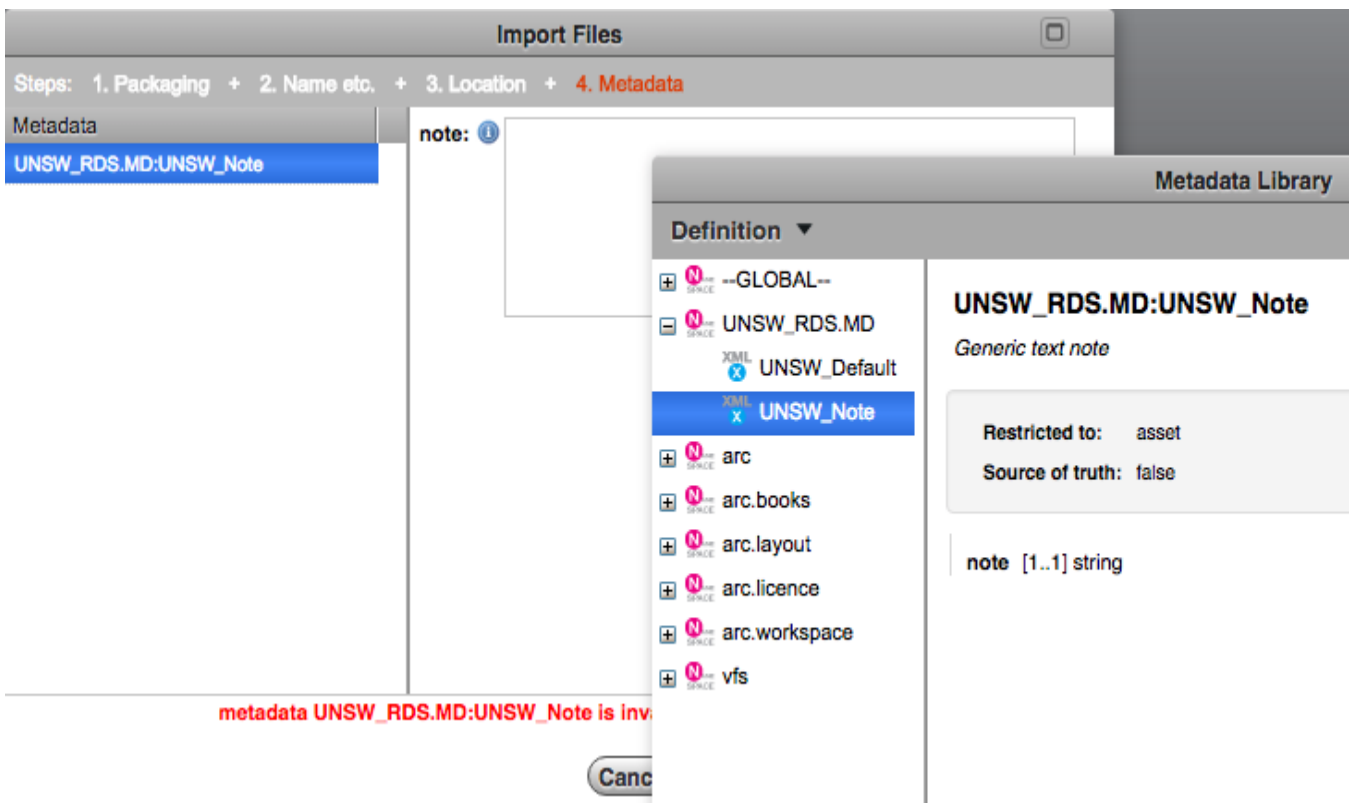 Import Files
Steps: 1. Packaging + 2. Name etc. + 3. Location + 4. Metadata
Metadata
note:
UNSW_RDS.MD:UNSW_Note
metadata UNSW_RDS.MD:UNSW_Note is inva
Canc
Metadata Library
Definition
--GLOBAL--
UNSW_RDS.MD
UNSW_Default
UNSW_Note
arc
arc.books
arc.layout
arc.licence
arc.workspace
vfs
UNSW_RDS.MD:UNSW_Note
Generic text note
Restricted to: asset
Source of truth: false
note [1..1] string